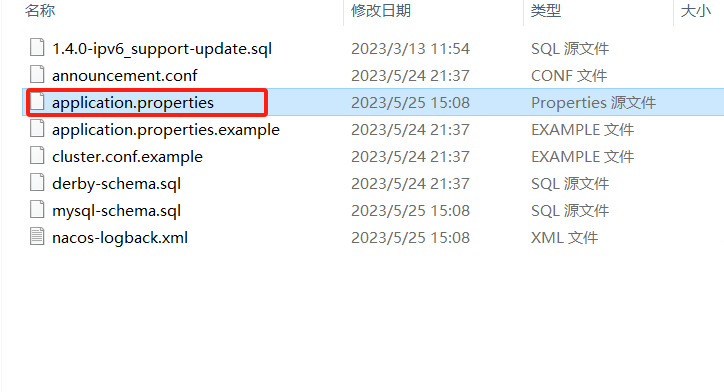 名称 修改日期 类型 大小
1.4.0-ipv6_support-update.sql 2023/3/13 11:54 SQL 源文件
announcement.conf 2023/5/24 21:37 CONF 文件
application.properties 2023/5/25 15:08 Properties 源文件
application.properties.example 2023/5/24 21:37 EXAMPLE 文件
cluster.conf.example 2023/5/24 21:37 EXAMPLE 文件
derby-schema.sql 2023/5/24 21:37 SQL 源文件
mysql-schema.sql 2023/5/25 15:08 SQL 源文件
nacos-logback.xml 2023/5/25 15:08 XML 文件